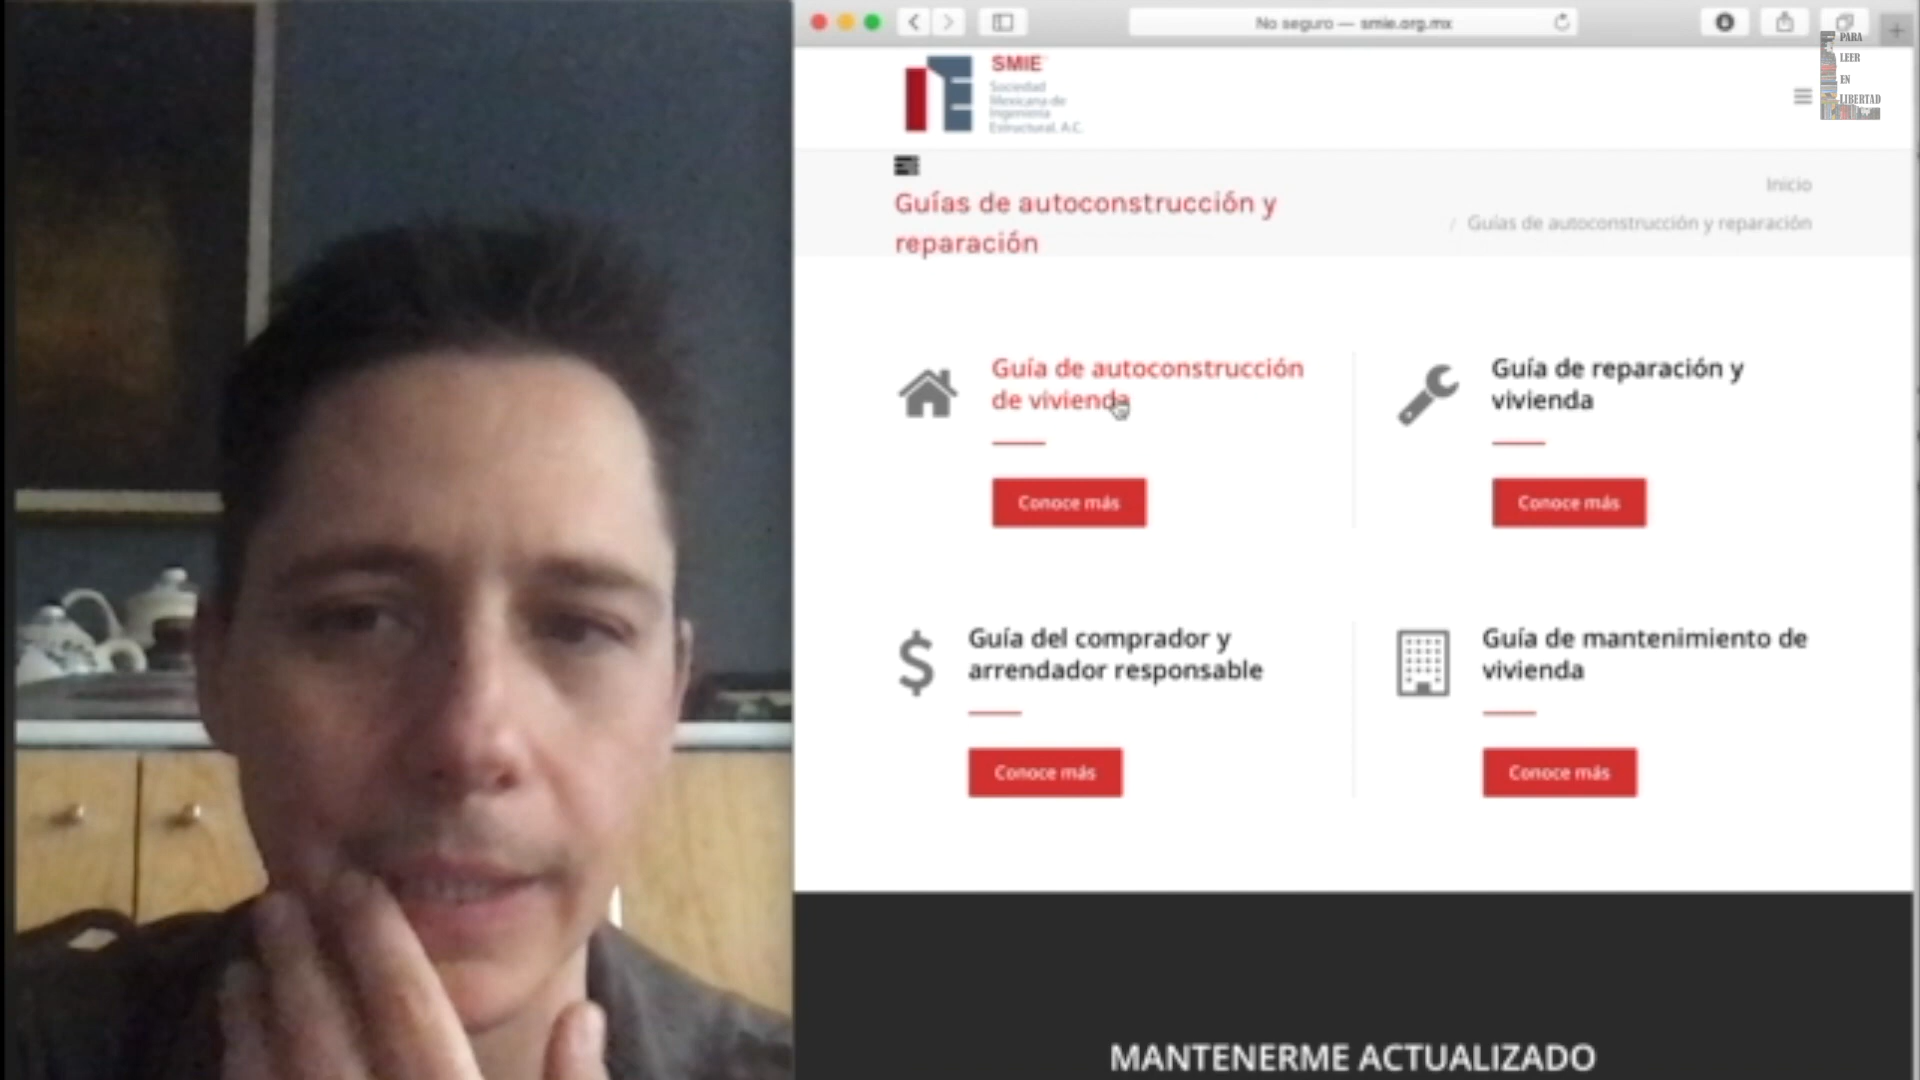 No seguro — smie.org.mx
SMIE
Sociedad
Mexicana de
Ingeniería
Estructural, A.C.
PARA
LEER
EN
LIBERTAD
Guías de autoconstrucción y
reparación
Inicio
/ Guías de autoconstrucción y reparación
Guía de autoconstrucción
de vivienda
Conoce más
Guía de reparación y
vivienda
Conoce más
Guía del comprador y
arrendador responsable
Conoce más
Guía de mantenimiento de
vivienda
Conoce más
MANTENERME ACTUALIZADO